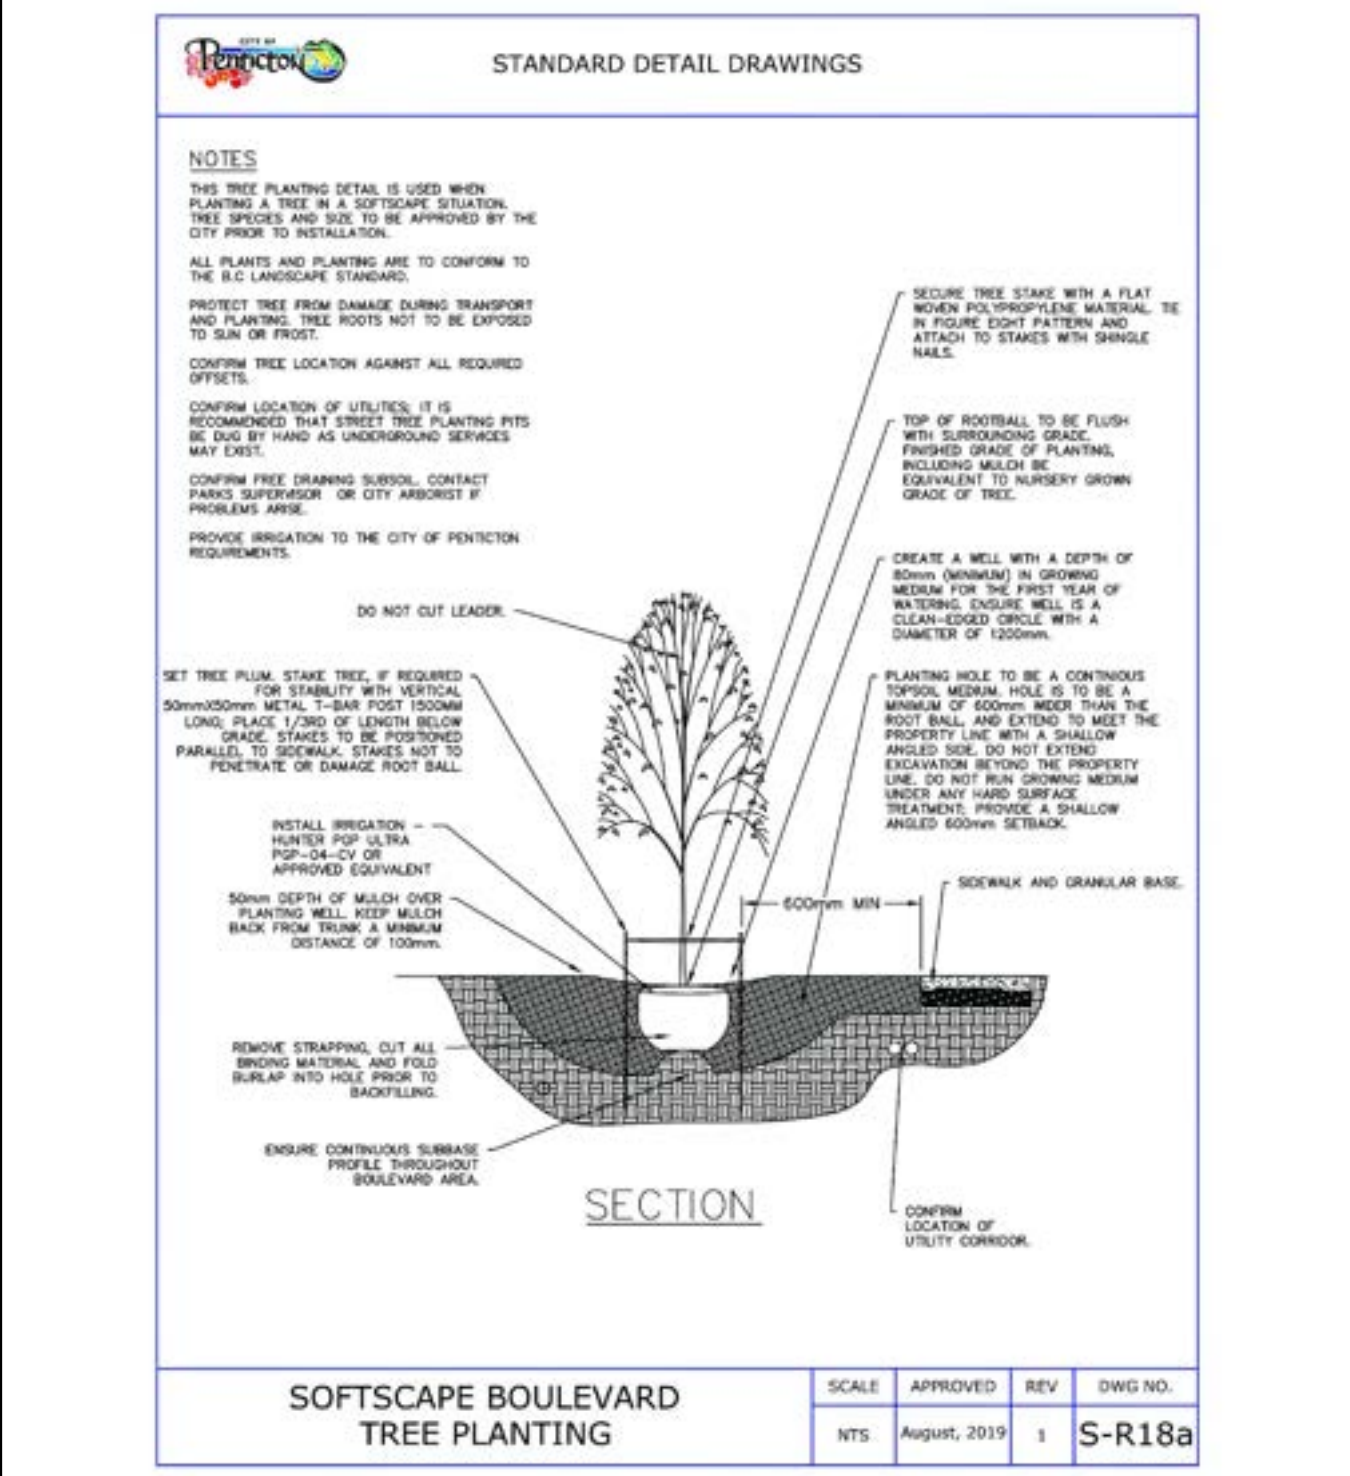 CITY OF
Penticton
STANDARD DETAIL DRAWINGS
NOTES
THIS TREE PLANTING DETAIL IS USED WHEN
PLANTING A TREE IN A SOFTSCAPE SITUATION.
TREE SPECIES AND SIZE TO BE APPROVED BY THE
CITY PRIOR TO INSTALLATION.
ALL PLANTS AND PLANTING ARE TO CONFORM TO
THE B.C LANDSCAPE STANDARD.
PROTECT TREE FROM DAMAGE DURING TRANSPORT
AND PLANTING. TREE ROOTS NOT TO BE EXPOSED
TO SUN OR FROST.
CONFIRM TREE LOCATION AGAINST ALL REQUIRED
OFFSETS.
CONFIRM LOCATION OF UTILITIES; IT IS
RECOMMENDED THAT STREET TREE PLANTING PITS
BE DUG BY HAND AS UNDERGROUND SERVICES
MAY EXIST.
CONFIRM FREE DRAINING SUBSOIL. CONTACT
PARKS SUPERVISOR OR CITY ARBORIST IF
PROBLEMS ARISE.
PROVIDE IRRIGATION TO THE CITY OF PENTICTON
REQUIREMENTS.
SECURE TREE STAKE WITH A FLAT
WOVEN POLYPROPYLENE MATERIAL. TIE
IN FIGURE EIGHT PATTERN AND
ATTACH TO STAKES WITH SHINGLE
NAILS.
TOP OF ROOTBALL TO BE FLUSH
WITH SURROUNDING GRADE.
FINISHED GRADE OF PLANTING,
INCLUDING MULCH BE
EQUIVALENT TO NURSERY GROWN
GRADE OF TREE.
CREATE A WELL WITH A DEPTH OF
80mm (MINIMUM) IN GROWING
MEDIUM FOR THE FIRST YEAR OF
WATERING. ENSURE WELL IS A
CLEAN-EDGED CIRCLE WITH A
DIAMETER OF 1200mm.
DO NOT CUT LEADER.
SET TREE PLUM. STAKE TREE, IF REQUIRED
FOR STABILITY WITH VERTICAL
50mmX50mm METAL T-BAR POST 1500MM
LONG; PLACE 1/3RD OF LENGTH BELOW
GRADE. STAKES TO BE POSITIONED
PARALLEL TO SIDEWALK. STAKES NOT TO
PENETRATE OR DAMAGE ROOT BALL.
PLANTING HOLE TO BE A CONTINIOUS
TOPSOIL MEDIUM. HOLE IS TO BE A
MINIMUM OF 600mm WIDER THAN THE
ROOT BALL, AND EXTEND TO MEET THE
PROPERTY LINE WITH A SHALLOW
ANGLED SIDE. DO NOT EXTEND
EXCAVATION BEYOND THE PROPERTY
LINE. DO NOT RUN GROWING MEDIUM
UNDER ANY HARD SURFACE
TREATMENT; PROVIDE A SHALLOW
ANGLED 600mm SETBACK.
INSTALL IRRIGATION –
HUNTER PGP ULTRA
PGP-04-CV OR
APPROVED EQUIVALENT
50mm DEPTH OF MULCH OVER
PLANTING WELL. KEEP MULCH
BACK FROM TRUNK A MINIMUM
DISTANCE OF 100mm.
600mm MIN
SIDEWALK AND GRANULAR BASE.
REMOVE STRAPPING, CUT ALL
BINDING MATERIAL AND FOLD
BURLAP INTO HOLE PRIOR TO
BACKFILLING.
ENSURE CONTINUOUS SUBBASE
PROFILE THROUGHOUT
BOULEVARD AREA.
SECTION
CONFIRM
LOCATION OF
UTILITY CORRIDOR.
SOFTSCAPE BOULEVARD
TREE PLANTING
SCALE APPROVED REV DWG NO.
NTS August, 2019 1 S-R18a